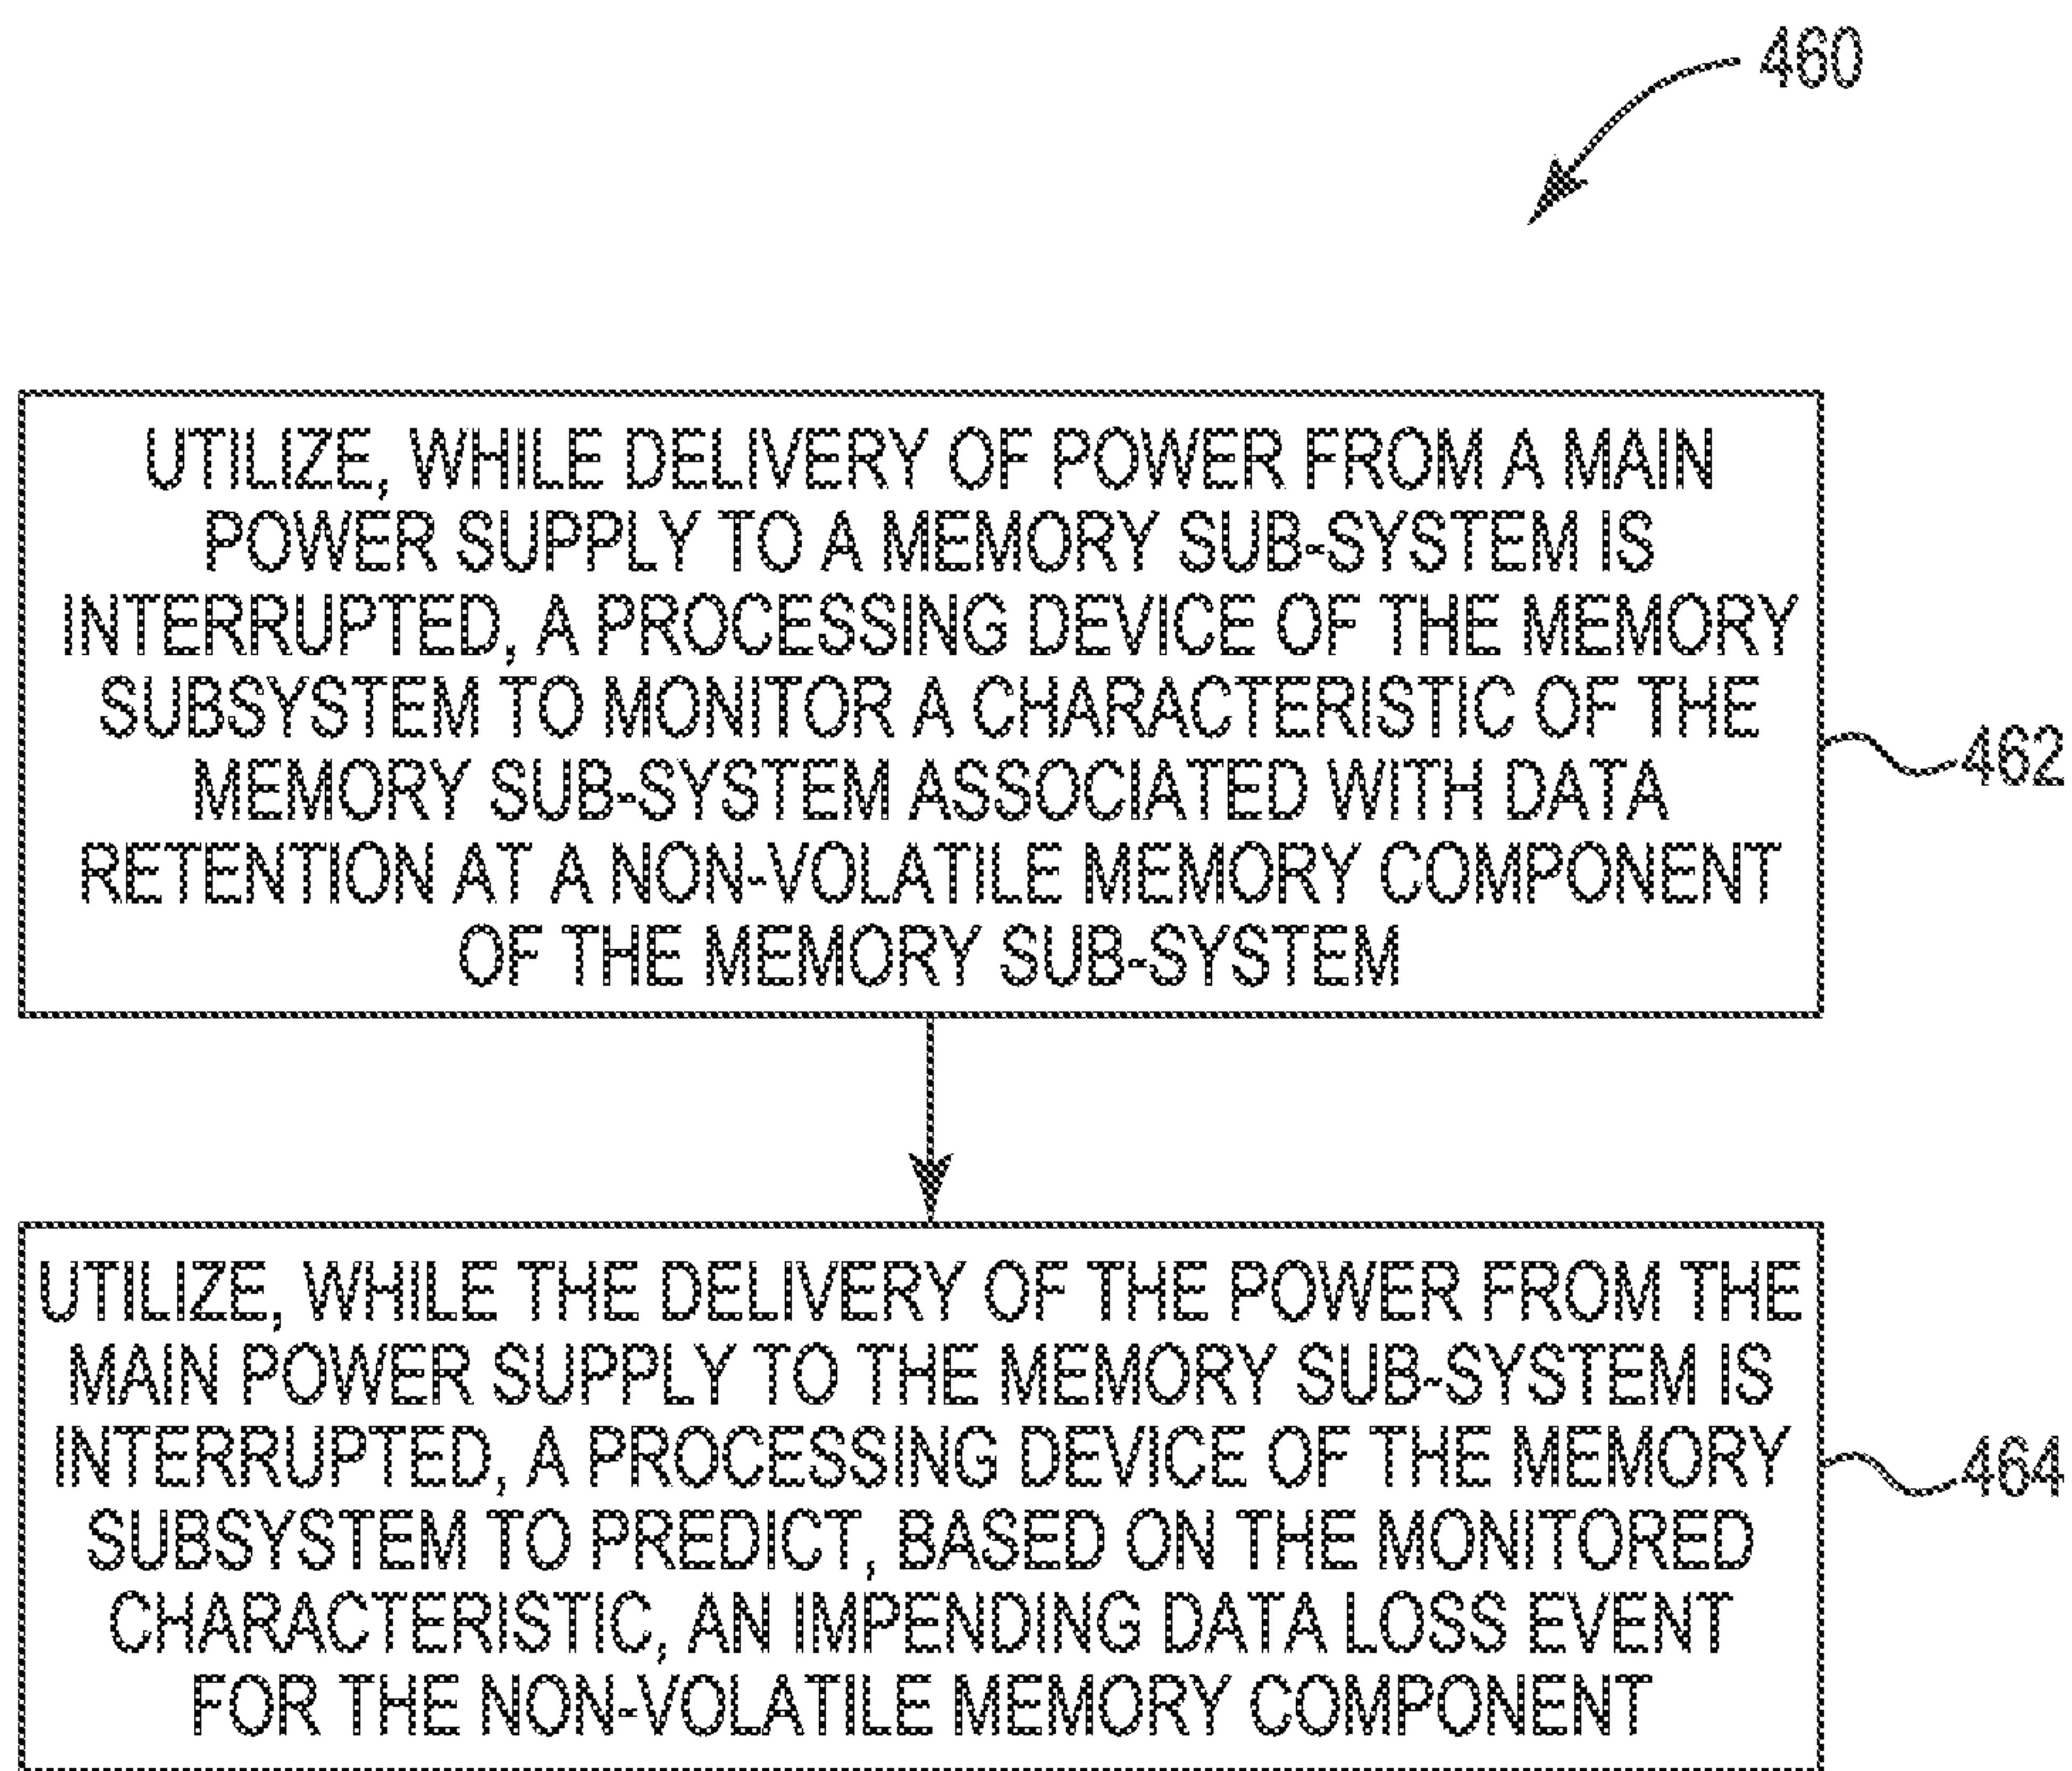 460
UTILIZE, WHILE DELIVERY OF POWER FROM A MAIN
POWER SUPPLY TO A MEMORY SUB-SYSTEM IS
INTERRUPTED, A PROCESSING DEVICE OF THE MEMORY
SUBSYSTEM TO MONITOR A CHARACTERISTIC OF THE
MEMORY SUB-SYSTEM ASSOCIATED WITH DATA
RETENTION AT A NON-VOLATILE MEMORY COMPONENT
OF THE MEMORY SUB-SYSTEM
462
UTILIZE, WHILE THE DELIVERY OF THE POWER FROM THE
MAIN POWER SUPPLY TO THE MEMORY SUB-SYSTEM IS
INTERRUPTED, A PROCESSING DEVICE OF THE MEMORY
SUBSYSTEM TO PREDICT, BASED ON THE MONITORED
CHARACTERISTIC, AN IMPENDING DATA LOSS EVENT
FOR THE NON-VOLATILE MEMORY COMPONENT
464